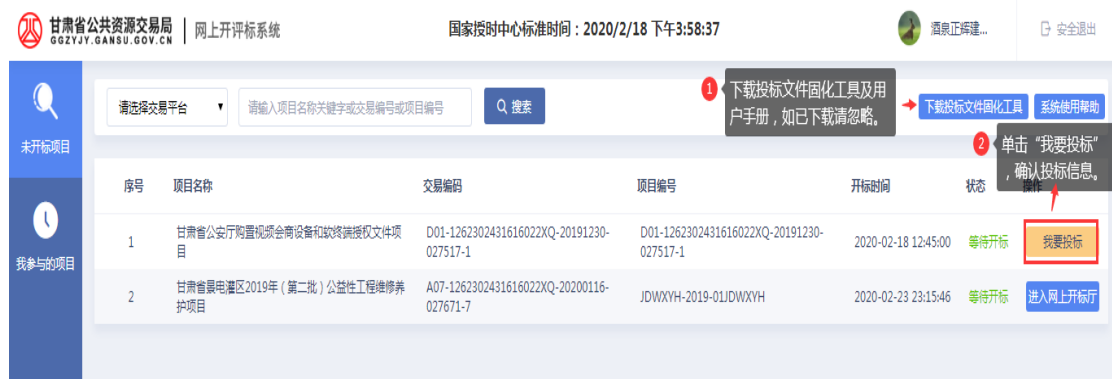 甘肃省公共资源交易局
GGZYJY.GANSU.GOV.CN
网上开评标系统
国家授时中心标准时间：2020/2/18 下午3:58:37
酒泉正辉建...
安全退出
未开标项目
我参与的项目
请选择交易平台
请输入项目名称关键字或交易编号或项目编号
搜索
1
下载投标文件固化工具及用
户手册，如已下载请忽略。
下载投标文件固化工具
系统使用帮助
2
单击“我要投标”
，确认投标信息。
序号 项目名称 交易编码 项目编号 开标时间 状态 操作
1
甘肃省公安厅购置视频会商设备和软终端授权文件项
目
D01-1262302431616022XQ-20191230-
027517-1
D01-1262302431616022XQ-20191230-
027517-1
2020-02-18 12:45:00
等待开标
我要投标
2
甘肃省景电灌区2019年（第二批）公益性工程维修养
护项目
A07-1262302431616022XQ-20200116-
027671-7
JDWXYH-2019-01JDWXYH
2020-02-23 23:15:46
等待开标
进入网上开标厅